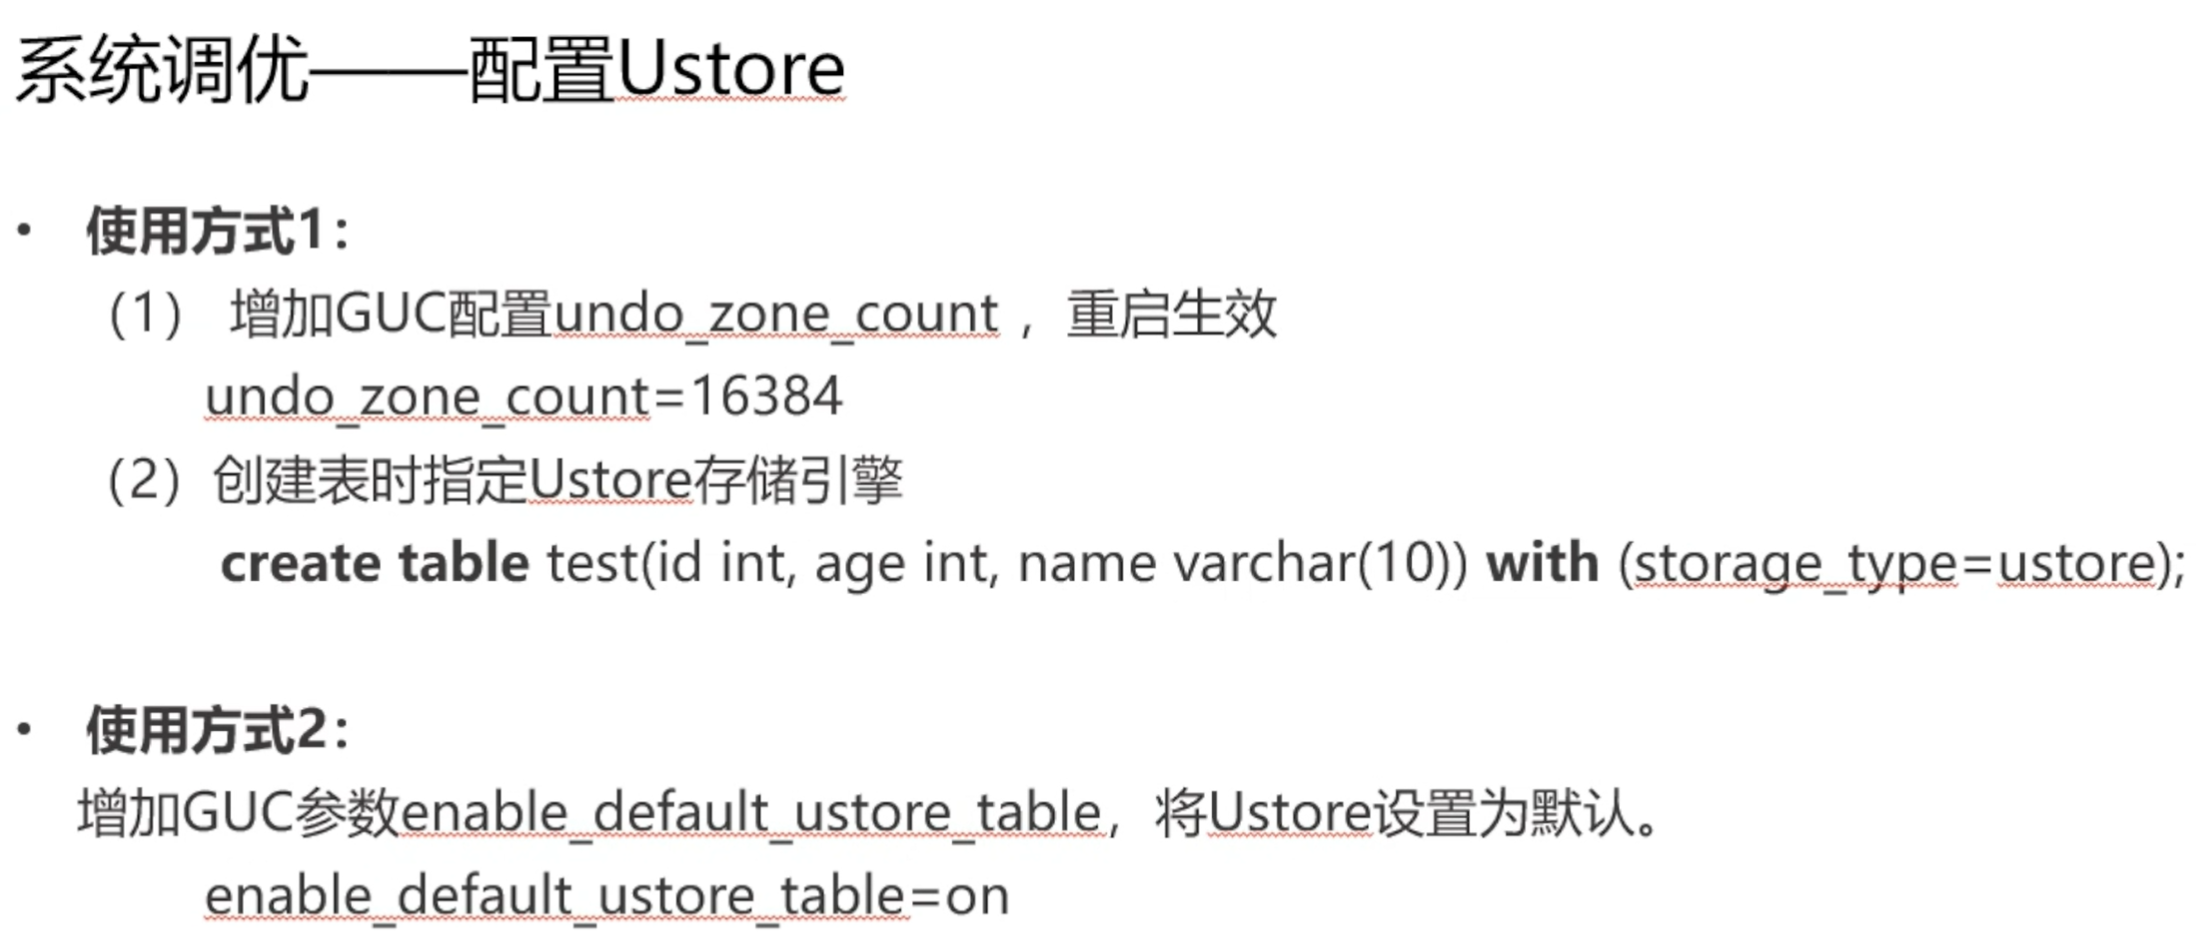 系统调优——配置Ustore
• 使用方式1：
（1） 增加GUC配置undo_zone_count ，重启生效
undo_zone_count=16384
（2）创建表时指定Ustore存储引擎
create table test(id int, age int, name varchar(10)) with (storage_type=ustore);
• 使用方式2：
增加GUC参数enable_default_ustore_table，将Ustore设置为默认。
enable_default_ustore_table=on